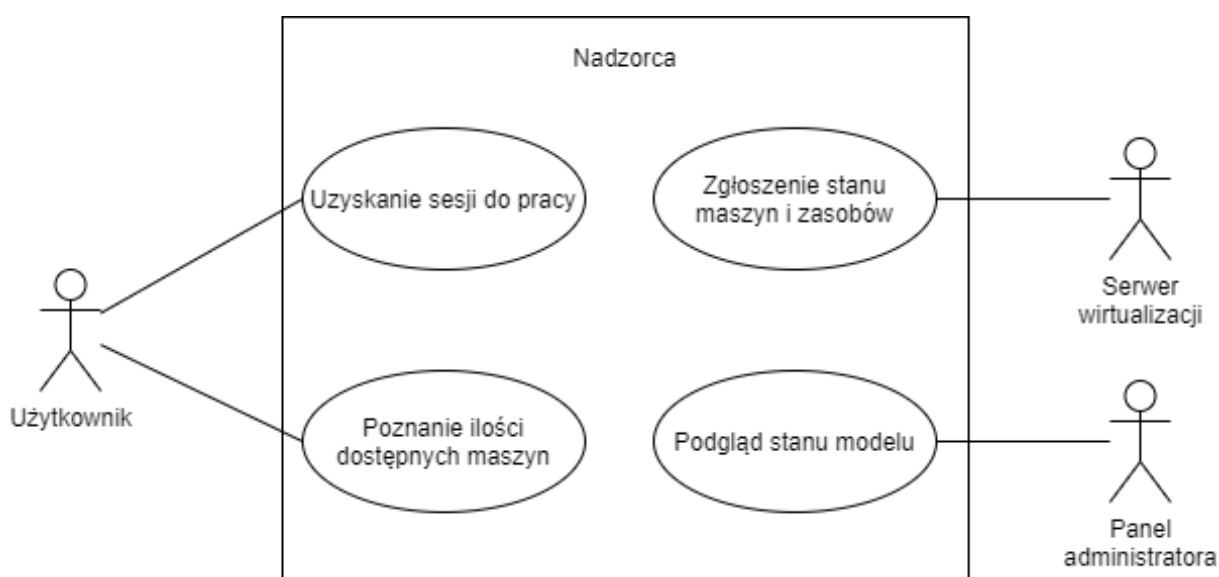 Nadzorca
Uzyskanie sesji do pracy
Zgłoszenie stanu
maszyn i zasobów
Serwer
wirtualizacji
Użytkownik
Poznanie ilości
dostępnych maszyn
Podgląd stanu modelu
Panel
administratora